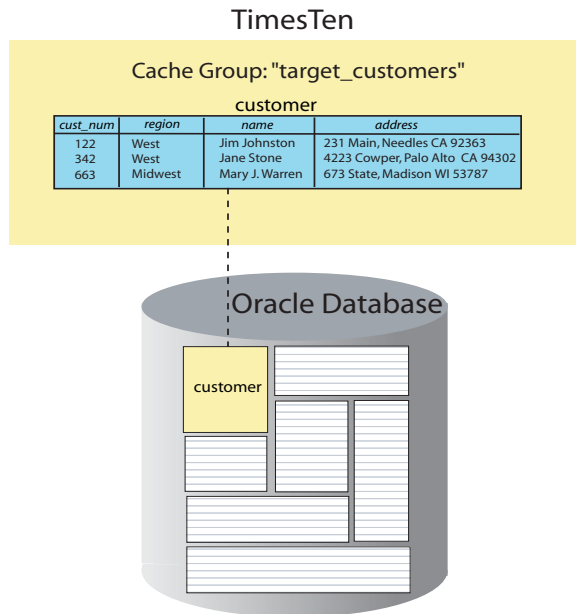 TimesTen
Cache Group: "target_customers"
customer
cust_num region name address
122 West Jim Johnston 231 Main, Needles CA 92363
342 West Jane Stone 4223 Cowper, Palo Alto CA 94302
663 Midwest Mary J. Warren 673 State, Madison WI 53787
Oracle Database
customer